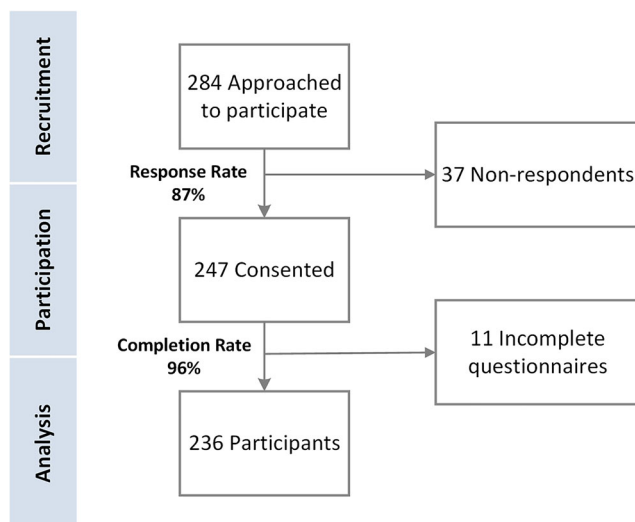 Recruitment
284 Approached
to participate
Response Rate
87%
37 Non-respondents
Participation
247 Consented
Completion Rate
96%
11 Incomplete
questionnaires
Analysis
236 Participants